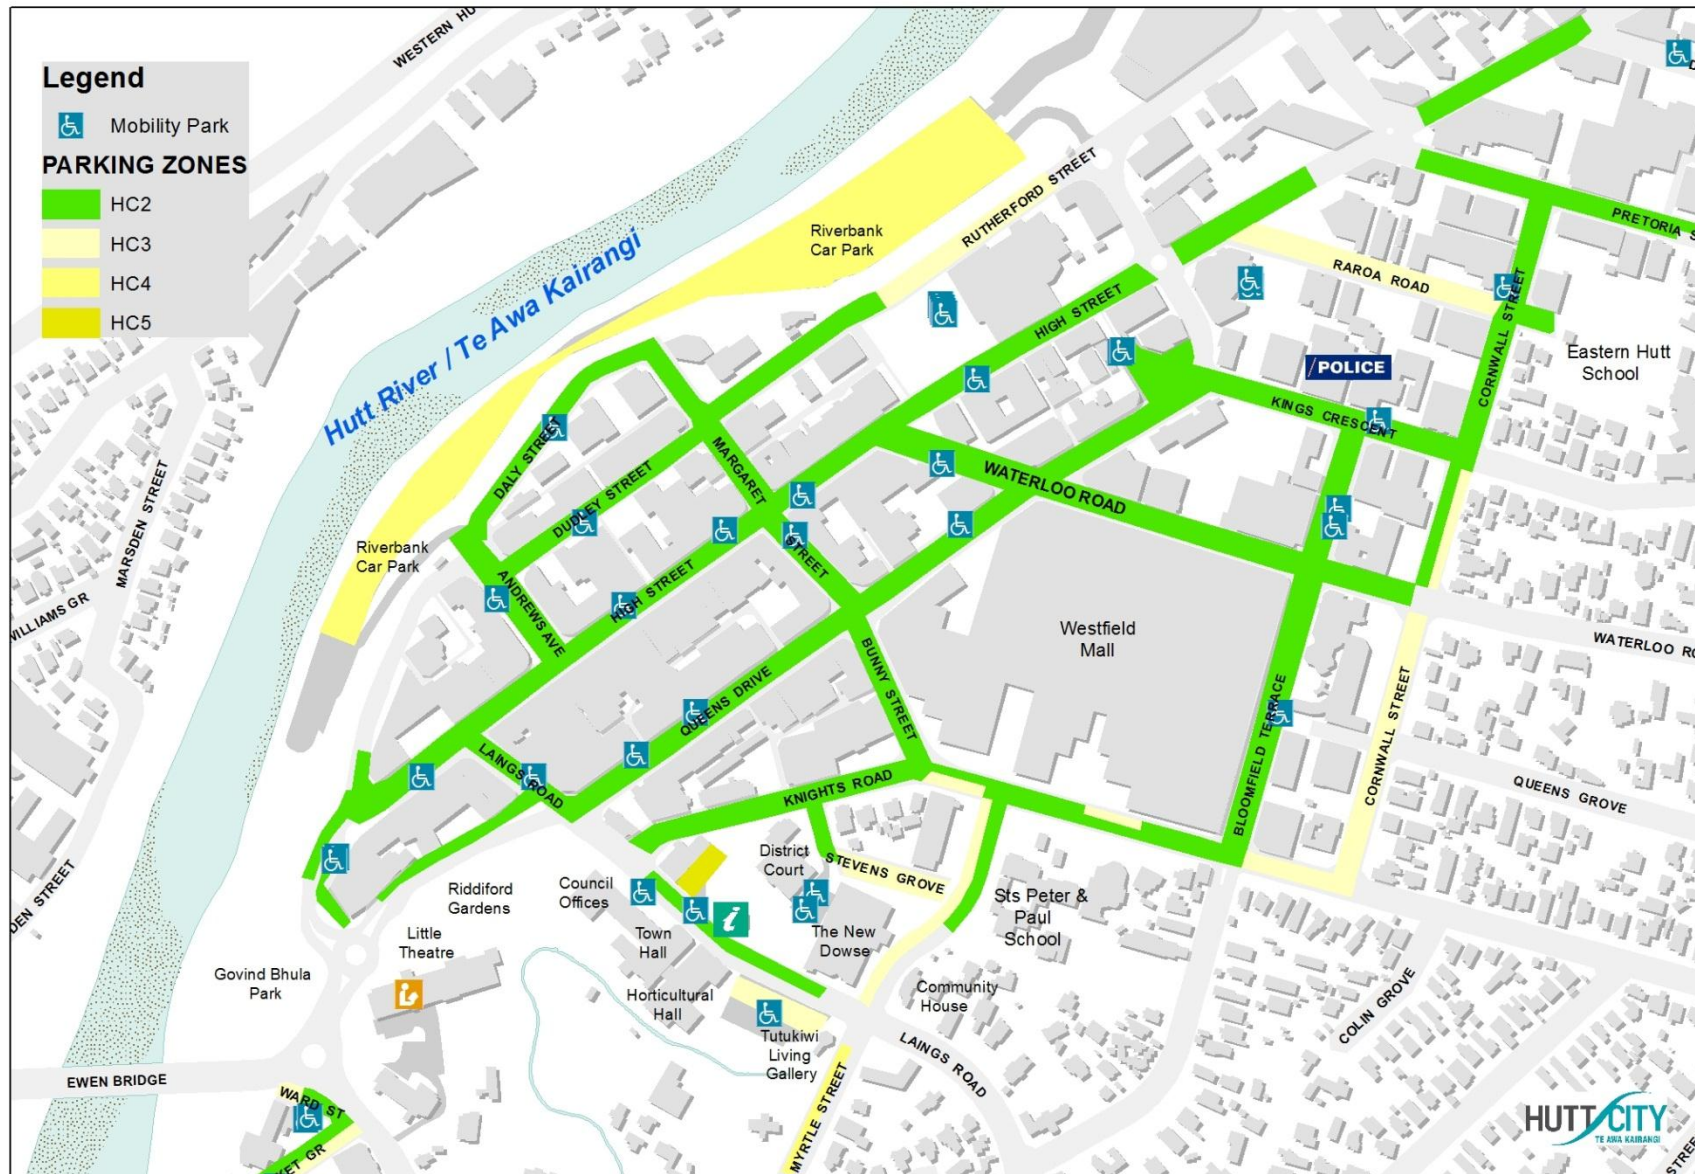 WESTERN HU
Legend
Mobility Park
PARKING ZONES
HC2
HC3
HC4
HC5
Hutt River / Te Awa Kairangi
Riverbank
Car Park
RUTHERFORD STREET
PRETORIA S
RAROA ROAD
HIGH STREET
CORNWALL STREET
Eastern Hutt
School
/POLICE
KINGS CRESCENT
DALY STREET
MARGARET
STREET
DUDLEY STREET
WATERLOO ROAD
MARSDEN STREET
Riverbank
Car Park
ANDREWS AVE
HIGH STREET
WILLIAMS GR
Westfield
Mall
WATERLOO RO
BUNNY STREET
QUEENS DRIVE
BLOOMFIELD TERRACE
CORNWALL STREET
LAINGS ROAD
KNIGHTS ROAD
QUEENS GROVE
DEN STREET
District
Court
STEVENS GROVE
Riddiford
Gardens
Council
Offices
Sts Peter &
Paul
School
Little
Theatre
Town
Hall
i
The New
Dowse
Govind Bhula
Park
Horticultural
Hall
Community
House
COLIN GROVE
Tutukiwi
Living
Gallery
LAINGS ROAD
EWEN BRIDGE
WARD ST
MYRTLE STREET
KET GR
HUTT CITY
TE AWA KAIRANGI
STREE